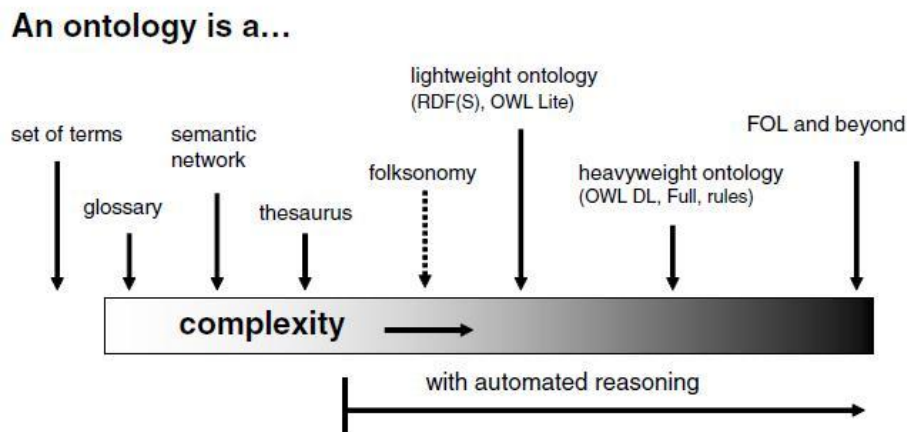 An ontology is a...
lightweight ontology
(RDF(S), OWL Lite)
FOL and beyond
set of terms
semantic
network
folksonomy
heavyweight ontology
(OWL DL, Full, rules)
glossary
thesaurus
complexity
with automated reasoning